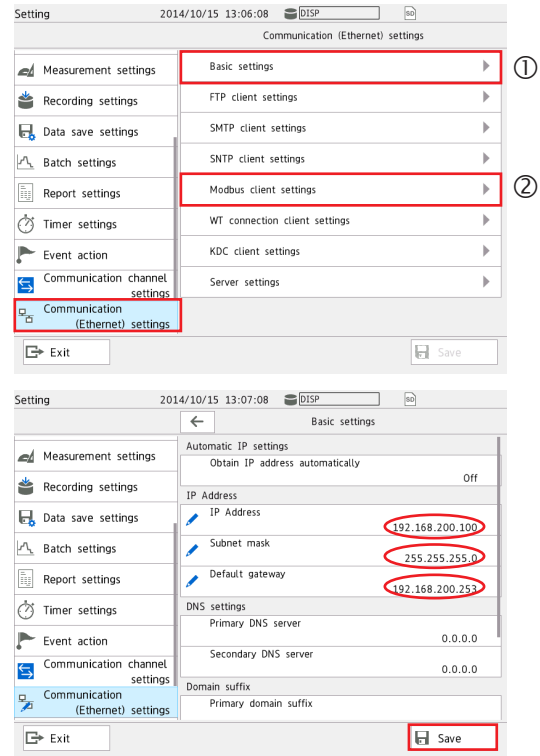 Setting 2014/10/15 13:06:08 DISP SD
Communication (Ethernet) settings
Measurement settings
Recording settings
Data save settings
Batch settings
Report settings
Timer settings
Event action
Communication channel
settings
Communication
(Ethernet) settings
Basic settings
①
FTP client settings
SMTP client settings
SNTP client settings
Modbus client settings
②
WT connection client settings
KDC client settings
Server settings
Exit
Save
Setting 2014/10/15 13:07:08 DISP SD
Basic settings
Measurement settings
Recording settings
Data save settings
Batch settings
Report settings
Timer settings
Event action
Communication channel
settings
Communication
(Ethernet) settings
Automatic IP settings
Obtain IP address automatically
Off
IP Address
IP Address
192.168.200.100
Subnet mask
255.255.255.0
Default gateway
192.168.200.253
DNS settings
Primary DNS server
0.0.0.0
Secondary DNS server
0.0.0.0
Domain suffix
Primary domain suffix
Exit
Save